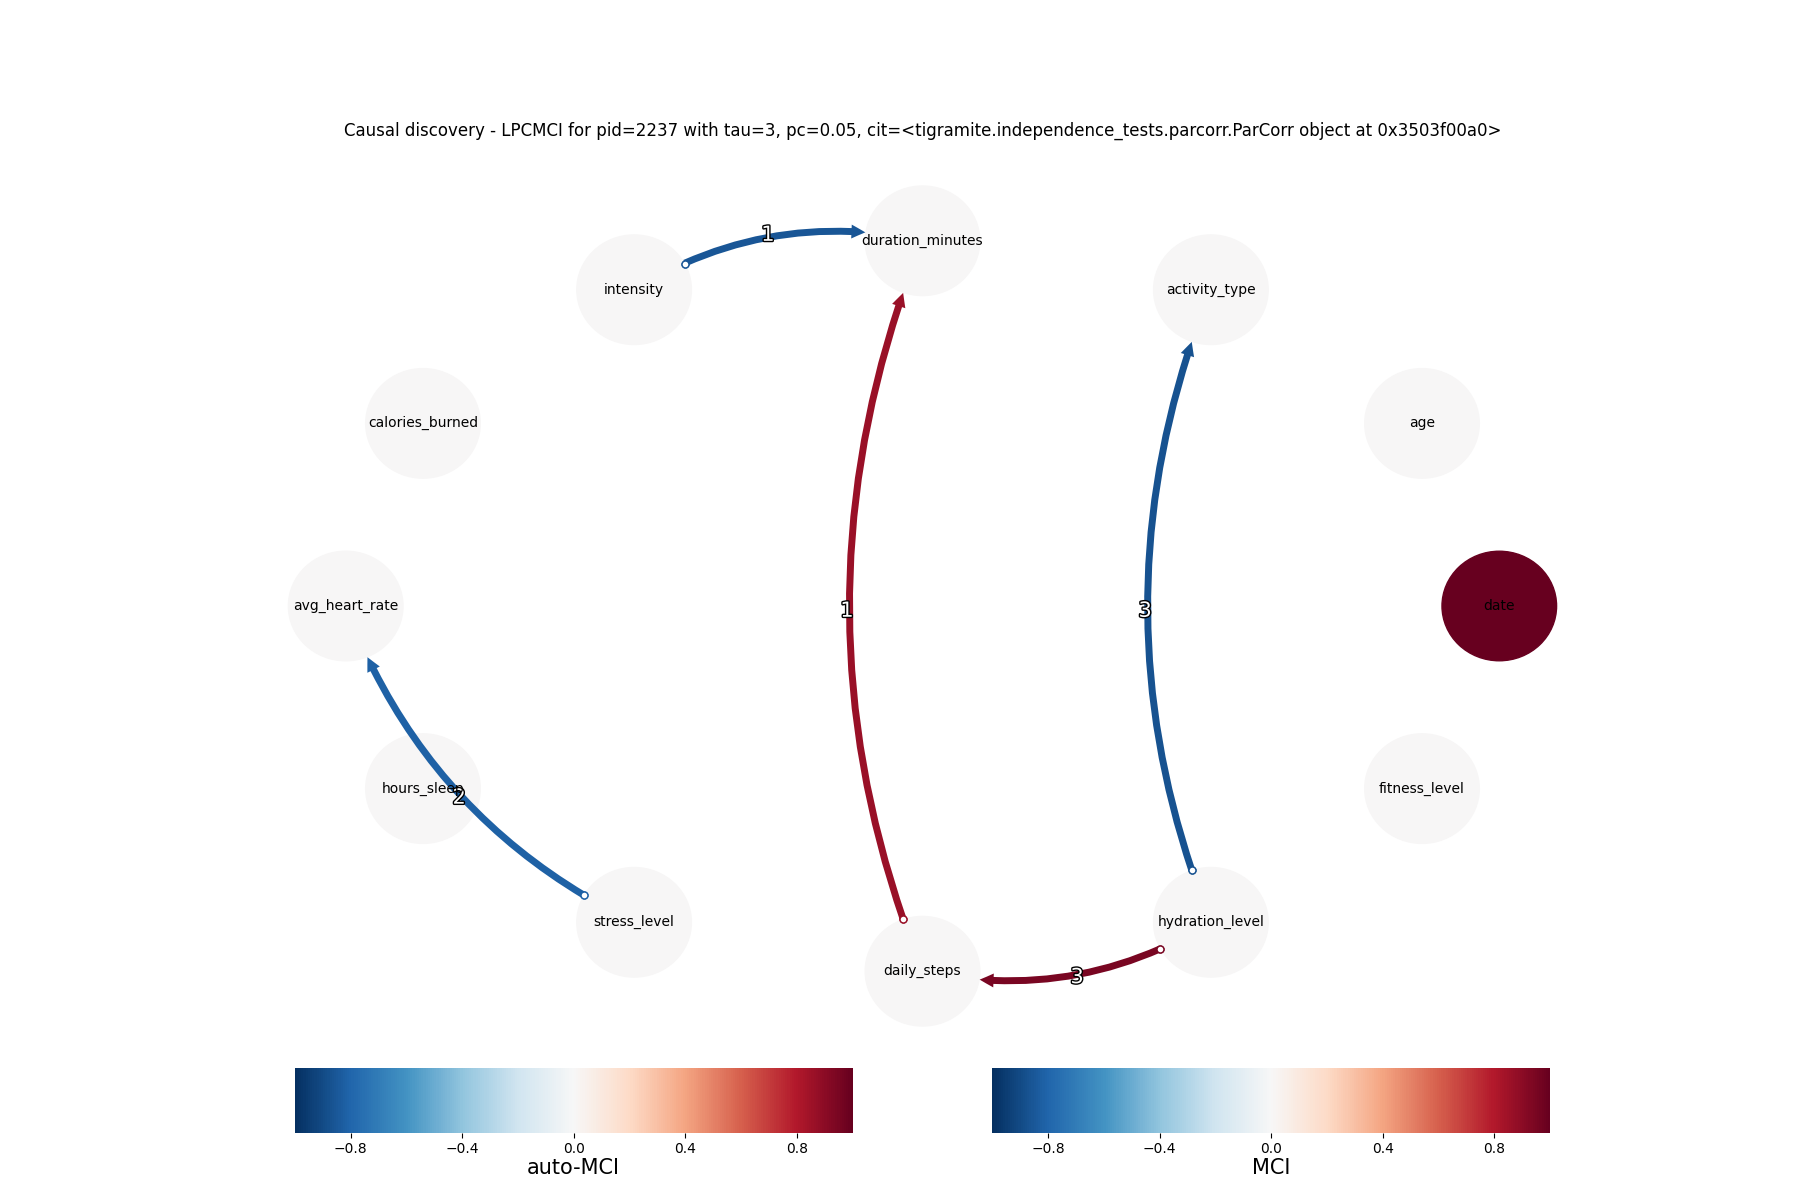 Causal discovery - LPCMCI for pid=2237 with tau=3, pc=0.05, cit=<tigramite.independence_tests.parcorr.ParCorr object at 0x3503f00a0>
duration_minutes
1
intensity
activity_type
calories_burned
age
avg_heart_rate
1
3
date
hours_sleep
2
fitness_level
stress_level
hydration_level
daily_steps
3
−0.8 −0.4 0.0 0.4 0.8
auto-MCI
−0.8 −0.4 0.0 0.4 0.8
MCI